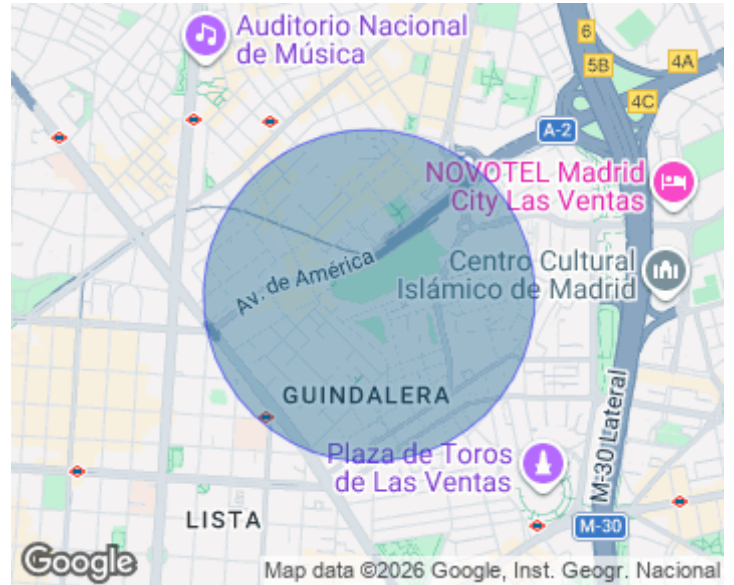 Auditorio Nacional
de Música
6
5B
4A
4C
A-2
NOVOTEL Madrid
City Las Ventas
Av. de América
Centro Cultural
Islámico de Madrid
GUINDALERA
M-30 Lateral
Plaza de Toros
de Las Ventas
LISTA
M-30
Google
Map data ©2026 Google, Inst. Geogr. Nacional